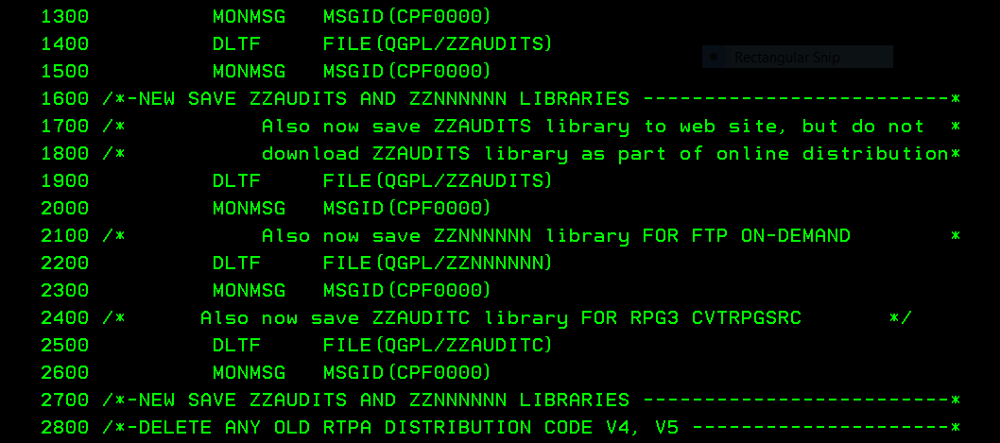 1300          MONMSG   MSGID(CPF0000)
1400          DLTF     FILE(QGPL/ZZAUDITS)
Rectangular Snip
1500          MONMSG   MSGID(CPF0000)
1600 /*-NEW SAVE ZZAUDITS AND ZZNNNNNN LIBRARIES -------------------------*
1700 /*           Also now save ZZAUDITS library to web site, but do not  *
1800 /*           download ZZAUDITS library as part of online distribution*
1900          DLTF     FILE(QGPL/ZZAUDITS)
2000          MONMSG   MSGID(CPF0000)
2100 /*           Also now save ZZNNNNNN library FOR FTP ON-DEMAND        *
2200          DLTF     FILE(QGPL/ZZNNNNNN)
2300          MONMSG   MSGID(CPF0000)
2400 /*      Also now save ZZAUDITC library FOR RPG3 CVTRPGSRC       */
2500          DLTF     FILE(QGPL/ZZAUDITC)
2600          MONMSG   MSGID(CPF0000)
2700 /*-NEW SAVE ZZAUDITS AND ZZNNNNNN LIBRARIES -------------------------*
2800 /*-DELETE ANY OLD RTPA DISTRIBUTION CODE V4, V5 ---------------------*